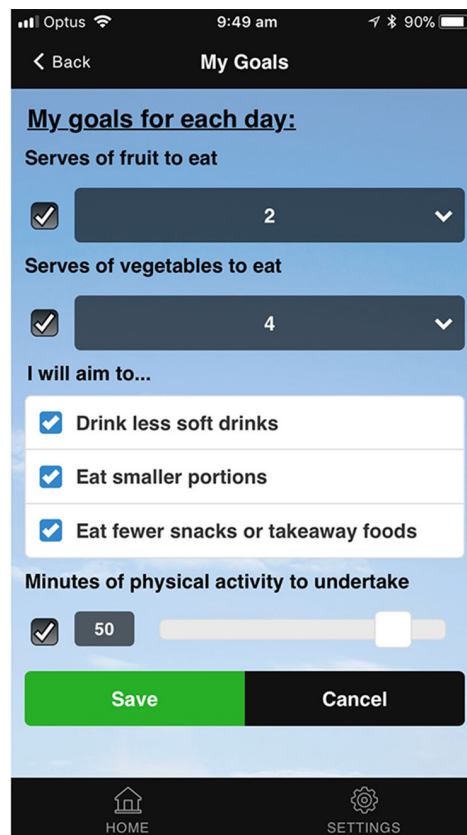 Optus 9:49 am 90%
Back My Goals
My goals for each day:
Serves of fruit to eat
2
Serves of vegetables to eat
4
I will aim to...
Drink less soft drinks
Eat smaller portions
Eat fewer snacks or takeaway foods
Minutes of physical activity to undertake
50
Save Cancel
HOME SETTINGS